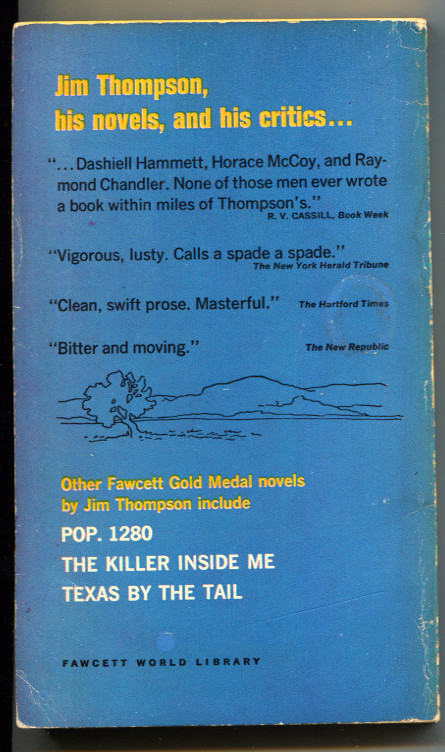 Jim Thompson,
his novels, and his critics...
"...Dashiell Hammett, Horace McCoy, and Ray-
mond Chandler. None of those men ever wrote
a book within miles of Thompson's."
R. V. CASSILL, Book Week
"Vigorous, lusty. Calls a spade a spade."
The New York Herald Tribune
"Clean, swift prose. Masterful." The Hartford Times
"Bitter and moving." The New Republic
Other Fawcett Gold Medal novels
by Jim Thompson include
POP. 1280
THE KILLER INSIDE ME
TEXAS BY THE TAIL
FAWCETT WORLD LIBRARY